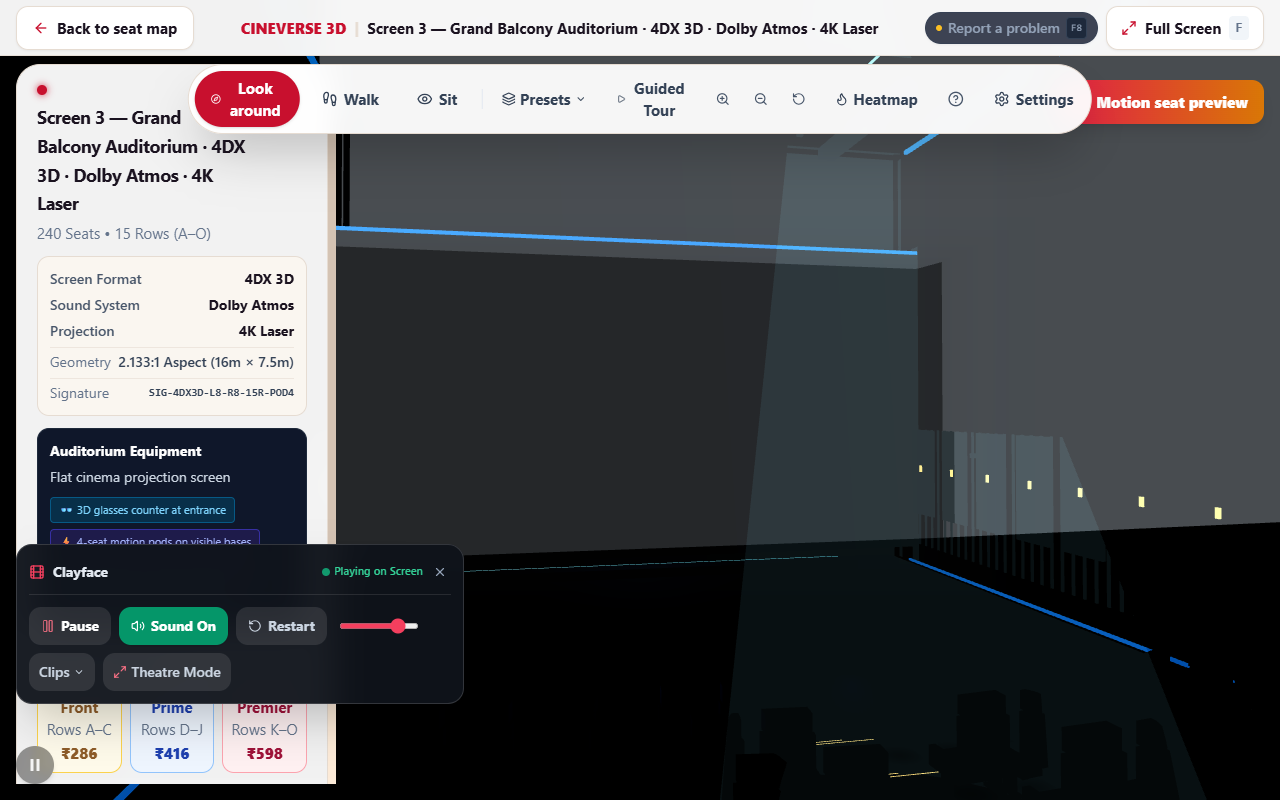 Back to seat map
CINEVERSE 3D | Screen 3 — Grand Balcony Auditorium · 4DX 3D · Dolby Atmos · 4K Laser
Report a problem F8
Full Screen F
Look around
Walk
Sit
Presets
Guided Tour
Heatmap
Settings
Motion seat preview
Screen 3 — Grand
Balcony Auditorium · 4DX
3D · Dolby Atmos · 4K
Laser
240 Seats • 15 Rows (A–O)
Screen Format 4DX 3D
Sound System Dolby Atmos
Projection 4K Laser
Geometry 2.133:1 Aspect (16m × 7.5m)
Signature SIG-4DX3D-L8-R8-15R-POD4
Auditorium Equipment
Flat cinema projection screen
3D glasses counter at entrance
4-seat motion pods on visible bases
Clayface
Playing on Screen
Pause
Sound On
Restart
Clips
Theatre Mode
Front Prime Premier
Rows A–C Rows D–J Rows K–O
₹286 ₹416 ₹598